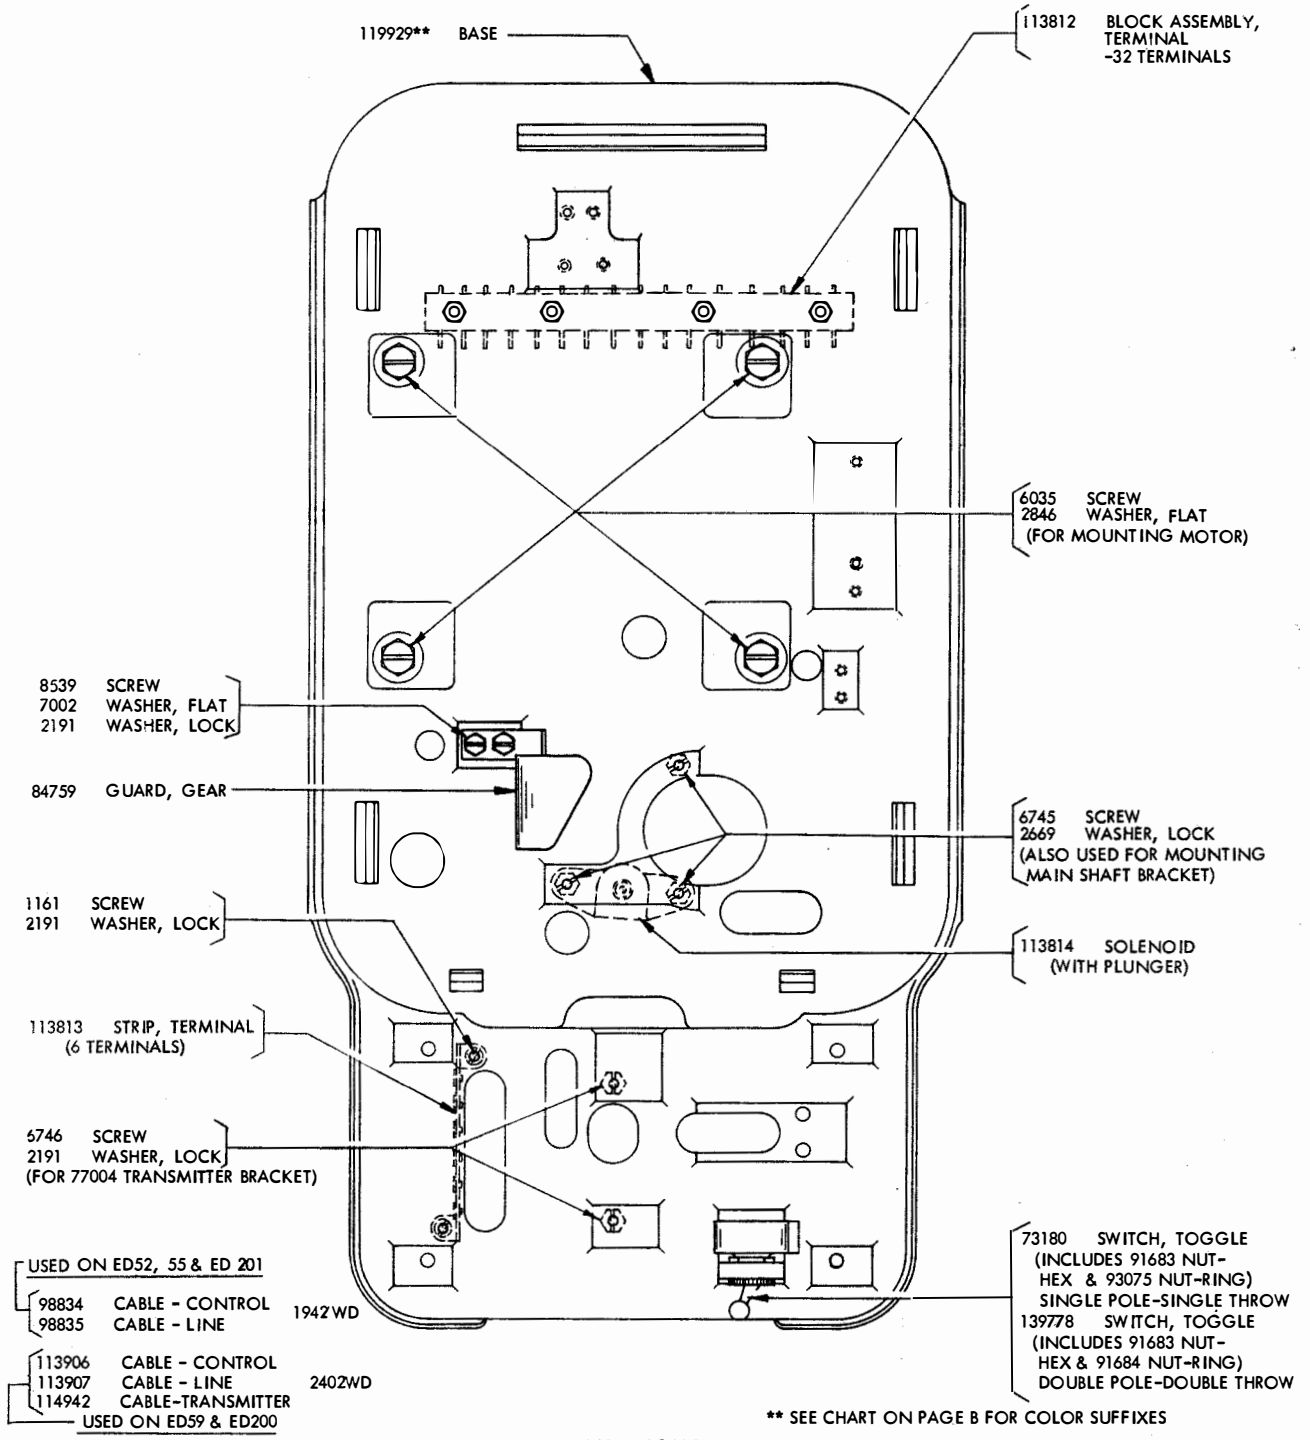 119929** BASE
113812 BLOCK ASSEMBLY,
TERMINAL
-32 TERMINALS
6035 SCREW
2846 WASHER, FLAT
(FOR MOUNTING MOTOR)
8539 SCREW
7002 WASHER, FLAT
2191 WASHER, LOCK
84759 GUARD, GEAR
6745 SCREW
2669 WASHER, LOCK
(ALSO USED FOR MOUNTING
MAIN SHAFT BRACKET)
1161 SCREW
2191 WASHER, LOCK
113814 SOLENOID
(WITH PLUNGER)
113813 STRIP, TERMINAL
(6 TERMINALS)
6746 SCREW
2191 WASHER, LOCK
(FOR 77004 TRANSMITTER BRACKET)
73180 SWITCH, TOGGLE
(INCLUDES 91683 NUT-
HEX & 93075 NUT-RING)
SINGLE POLE-SINGLE THROW
139778 SWITCH, TOGGLE
(INCLUDES 91683 NUT-
HEX & 91684 NUT-RING)
DOUBLE POLE-DOUBLE THROW
USED ON ED52, 55 & ED 201
98834 CABLE - CONTROL 1942WD
98835 CABLE - LINE
113906 CABLE - CONTROL
113907 CABLE - LINE 2402WD
114942 CABLE-TRANSMITTER
USED ON ED59 & ED200
** SEE CHART ON PAGE B FOR COLOR SUFFIXES